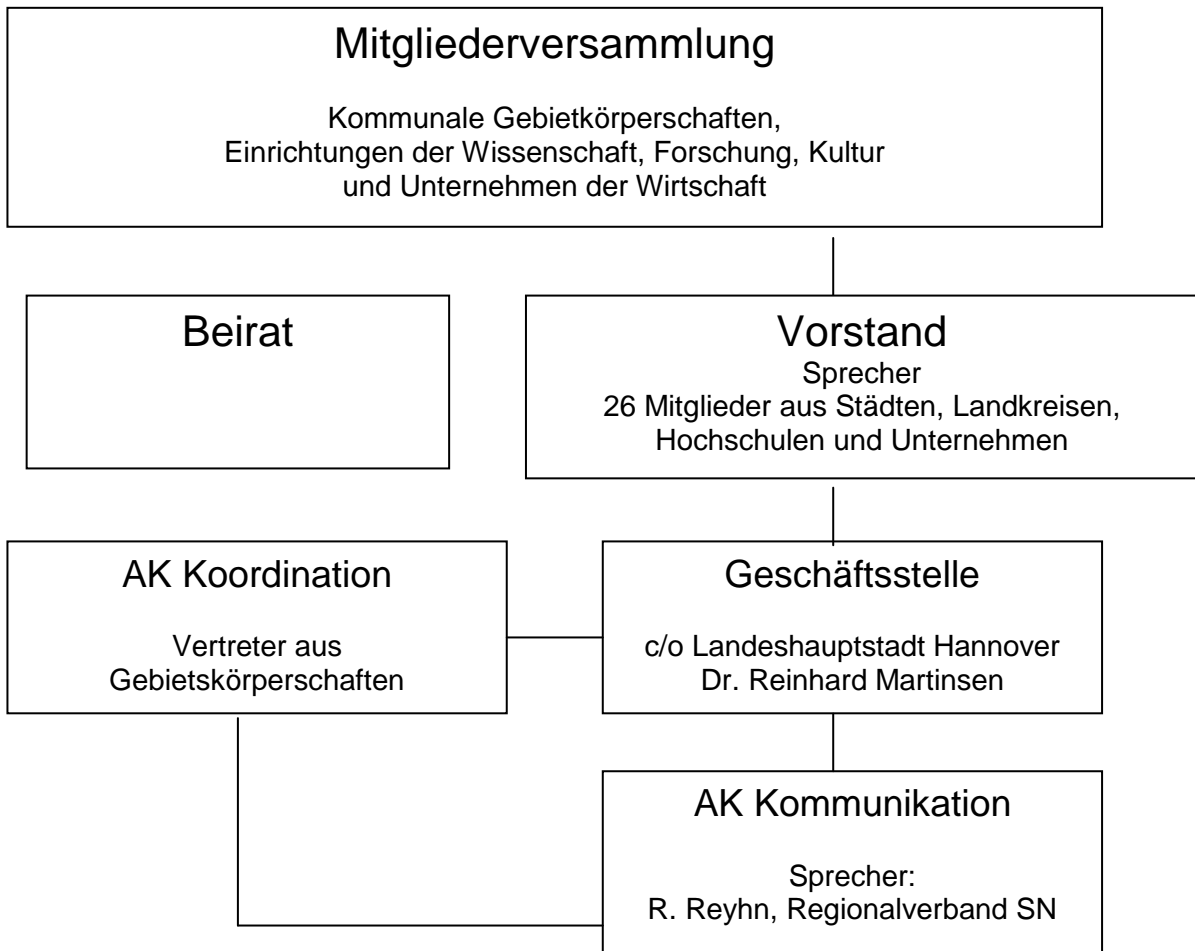 Mitgliederversammlung
Kommunale Gebietkörperschaften,
Einrichtungen der Wissenschaft, Forschung, Kultur
und Unternehmen der Wirtschaft
Beirat
Vorstand
Sprecher
26 Mitglieder aus Städten, Landkreisen,
Hochschulen und Unternehmen
AK Koordination
Vertreter aus
Gebietskörperschaften
Geschäftsstelle
c/o Landeshauptstadt Hannover
Dr. Reinhard Martinsen
AK Kommunikation
Sprecher:
R. Reyhn, Regionalverband SN